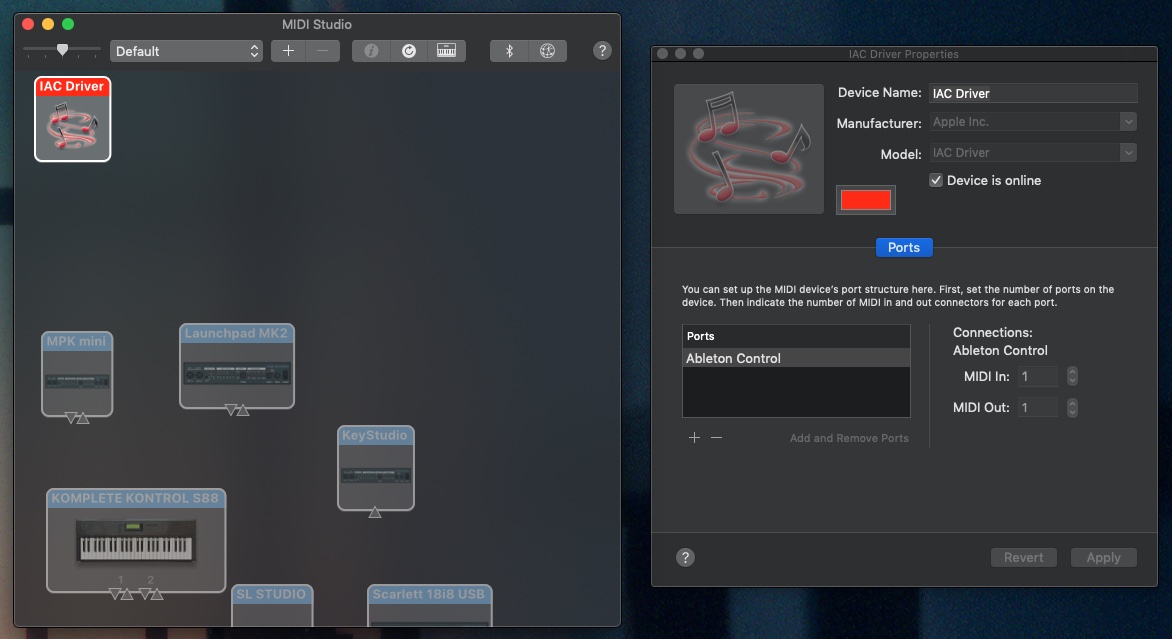 MIDI Studio
Default
?
IAC Driver
MPK mini
Launchpad MK2
KeyStudio
KOMPLETE KONTROL S88
1 2
SL STUDIO
Scarlett 18i8 USB
IAC Driver Properties
Device Name: IAC Driver
Manufacturer: Apple Inc.
Model: IAC Driver
Device is online
Ports
You can set up the MIDI device's port structure here. First, set the number of ports on the
device. Then indicate the number of MIDI in and out connectors for each port.
Ports
Ableton Control
Add and Remove Ports
Connections:
Ableton Control
MIDI In: 1
MIDI Out: 1
?
Revert
Apply